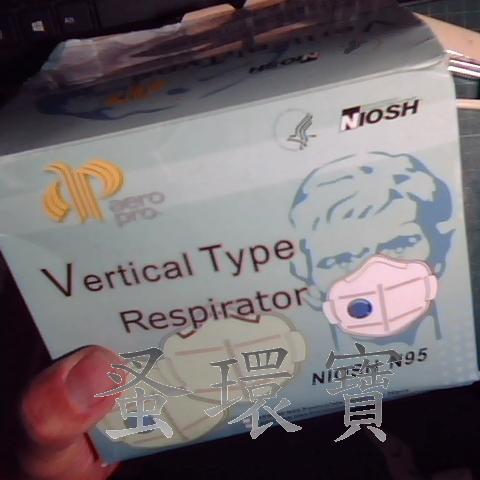 NIOSH
aero
pro.
Vertical Type
Respirator
NIOSH N95
蚤環寶